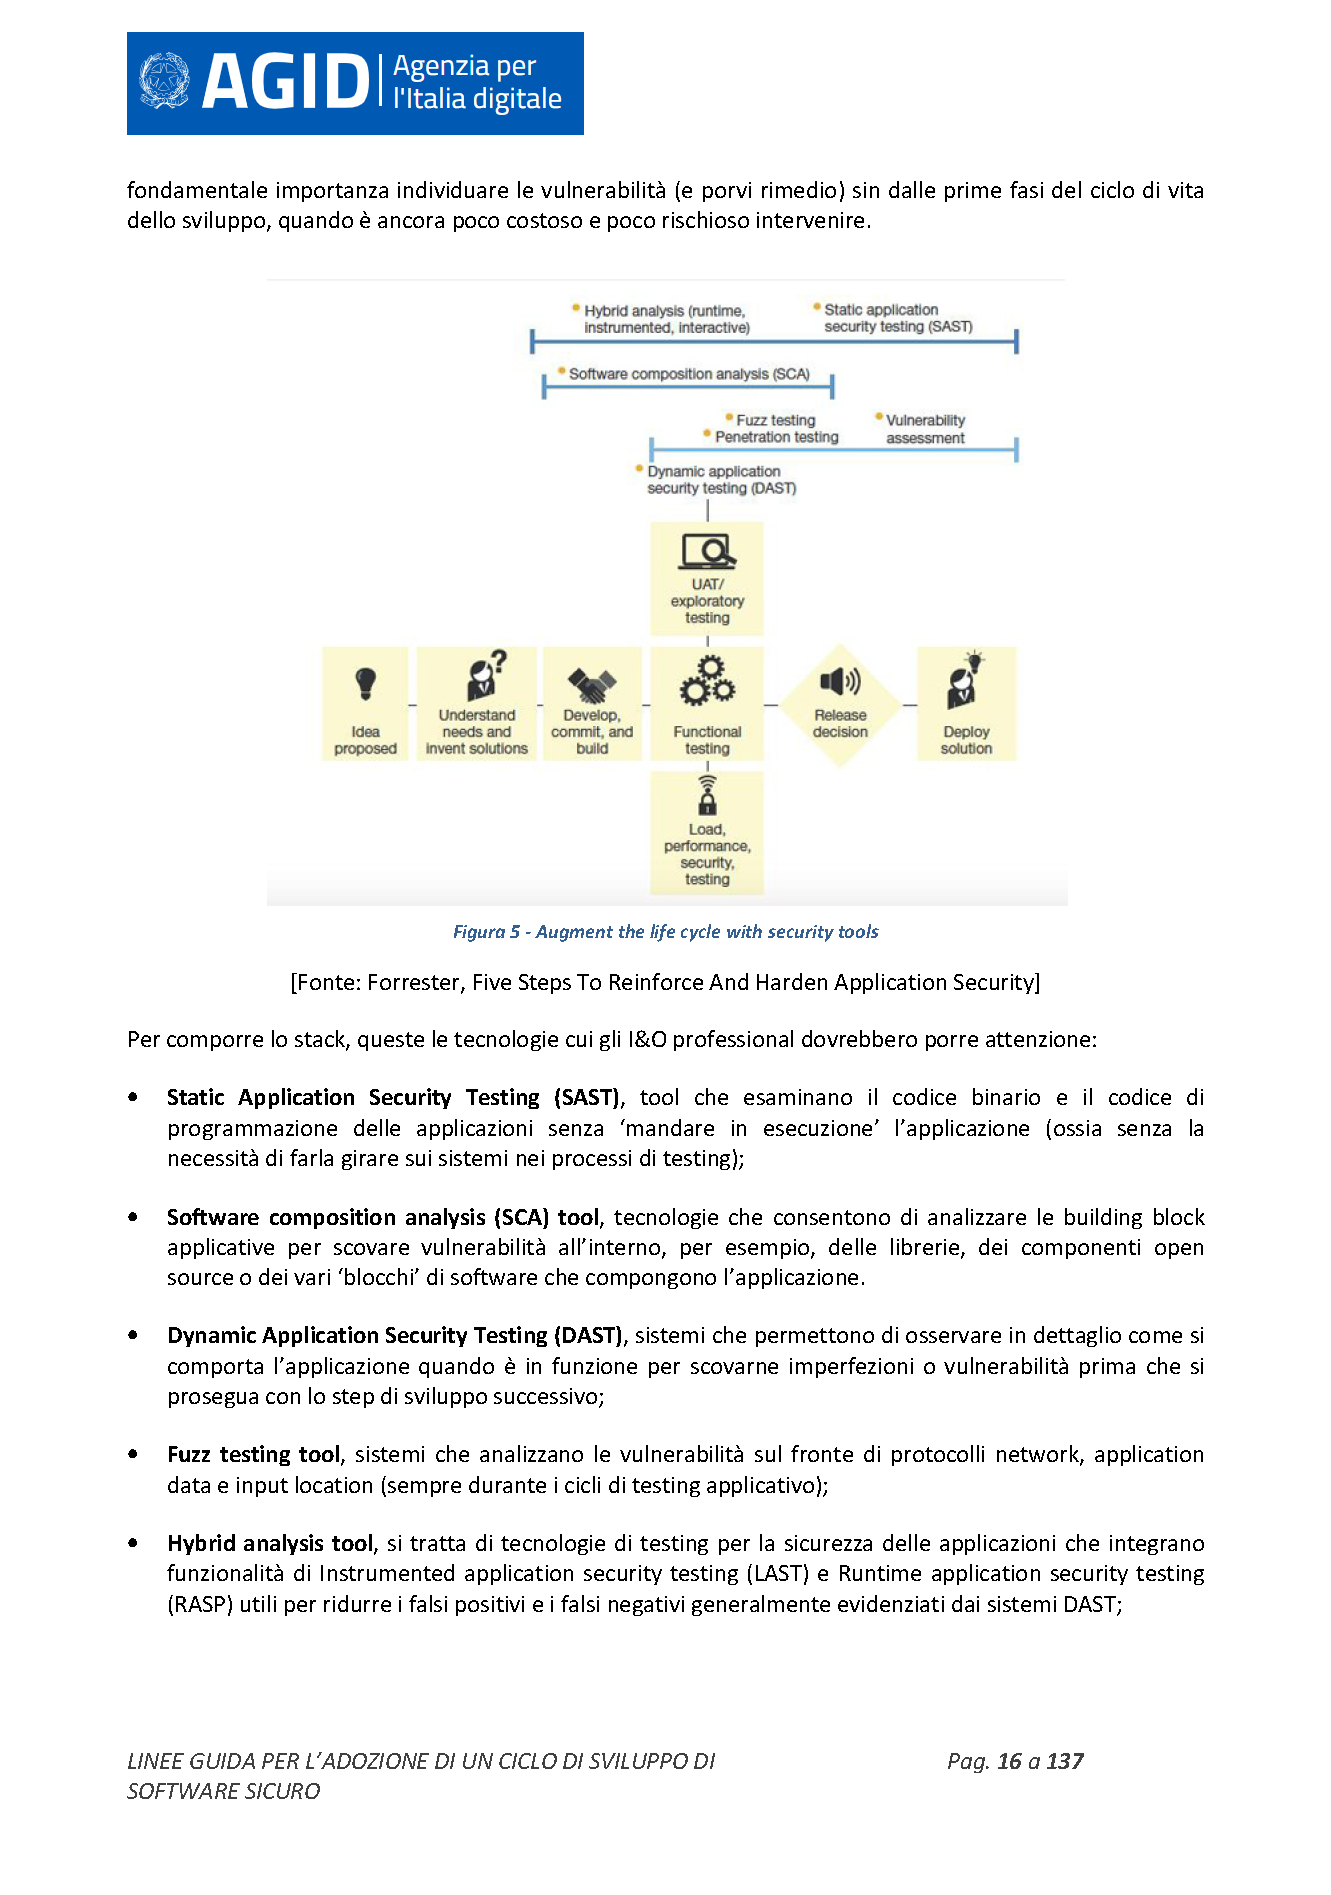 AGID Agenzia per
l'Italia digitale
fondamentale importanza individuare le vulnerabilità (e porvi rimedio) sin dalle prime fasi del ciclo di vita
dello sviluppo, quando è ancora poco costoso e poco rischioso intervenire.
Hybrid analysis (runtime,
instrumented, interactive)
Static application
security testing (SAST)
Software composition analysis (SCA)
Fuzz testing
Penetration testing
Vulnerability
assessment
Dynamic application
security testing (DAST)
UAT/
exploratory
testing
Idea
proposed
Understand
needs and
invent solutions
Develop,
commit, and
build
Functional
testing
Release
decision
Deploy
solution
Load,
performance,
security,
testing
Figura 5 - Augment the life cycle with security tools
[Fonte: Forrester, Five Steps To Reinforce And Harden Application Security]
Per comporre lo stack, queste le tecnologie cui gli I&O professional dovrebbero porre attenzione:
• Static Application Security Testing (SAST), tool che esaminano il codice binario e il codice di
programmazione delle applicazioni senza ‘mandare in esecuzione’ l’applicazione (ossia senza la
necessità di farla girare sui sistemi nei processi di testing);
• Software composition analysis (SCA) tool, tecnologie che consentono di analizzare le building block
applicative per scovare vulnerabilità all’interno, per esempio, delle librerie, dei componenti open
source o dei vari ‘blocchi’ di software che compongono l’applicazione.
• Dynamic Application Security Testing (DAST), sistemi che permettono di osservare in dettaglio come si
comporta l’applicazione quando è in funzione per scovarne imperfezioni o vulnerabilità prima che si
prosegua con lo step di sviluppo successivo;
• Fuzz testing tool, sistemi che analizzano le vulnerabilità sul fronte di protocolli network, application
data e input location (sempre durante i cicli di testing applicativo);
• Hybrid analysis tool, si tratta di tecnologie di testing per la sicurezza delle applicazioni che integrano
funzionalità di Instrumented application security testing (LAST) e Runtime application security testing
(RASP) utili per ridurre i falsi positivi e i falsi negativi generalmente evidenziati dai sistemi DAST;
LINEE GUIDA PER L’ADOZIONE DI UN CICLO DI SVILUPPO DI
SOFTWARE SICURO
Pag. 16 a 137